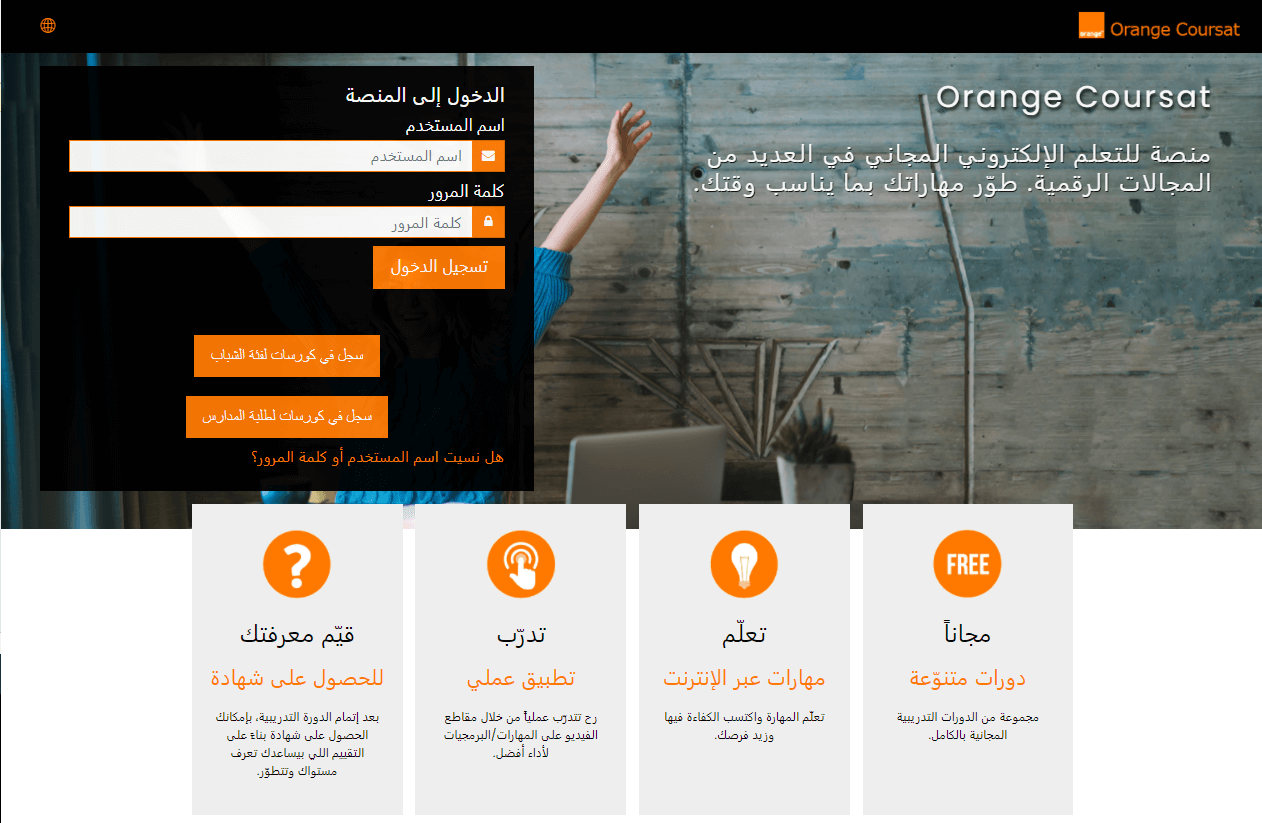 orange
Orange Coursat
Orange Coursat
منصة للتعلم الإلكتروني المجاني في العديد من
المجالات الرقمية. طوّر مهاراتك بما يناسب وقتك.
الدخول إلى المنصة
اسم المستخدم
اسم المستخدم
كلمة المرور
كلمة المرور
تسجيل الدخول
سجل في كورسات لفئة الشباب
سجل في كورسات لطلبة المدارس
هل نسيت اسم المستخدم أو كلمة المرور؟
FREE
مجاناً
دورات متنوّعة
مجموعة من الدورات التدريبية
المجانية بالكامل.
تعلّم
مهارات عبر الإنترنت
تعلّم المهارة واكتسب الكفاءة فيها
وزيد فرصك.
تدرّب
تطبيق عملي
رح تتدرّب عملياً من خلال مقاطع
الفيديو على المهارات/البرمجيات
لأداء أفضل.
قيّم معرفتك
للحصول على شهادة
بعد إتمام الدورة التدريبية، بإمكانك
الحصول على شهادة بناءً على
التقييم اللي بيساعدك تعرف
مستواك وتتطوّر.